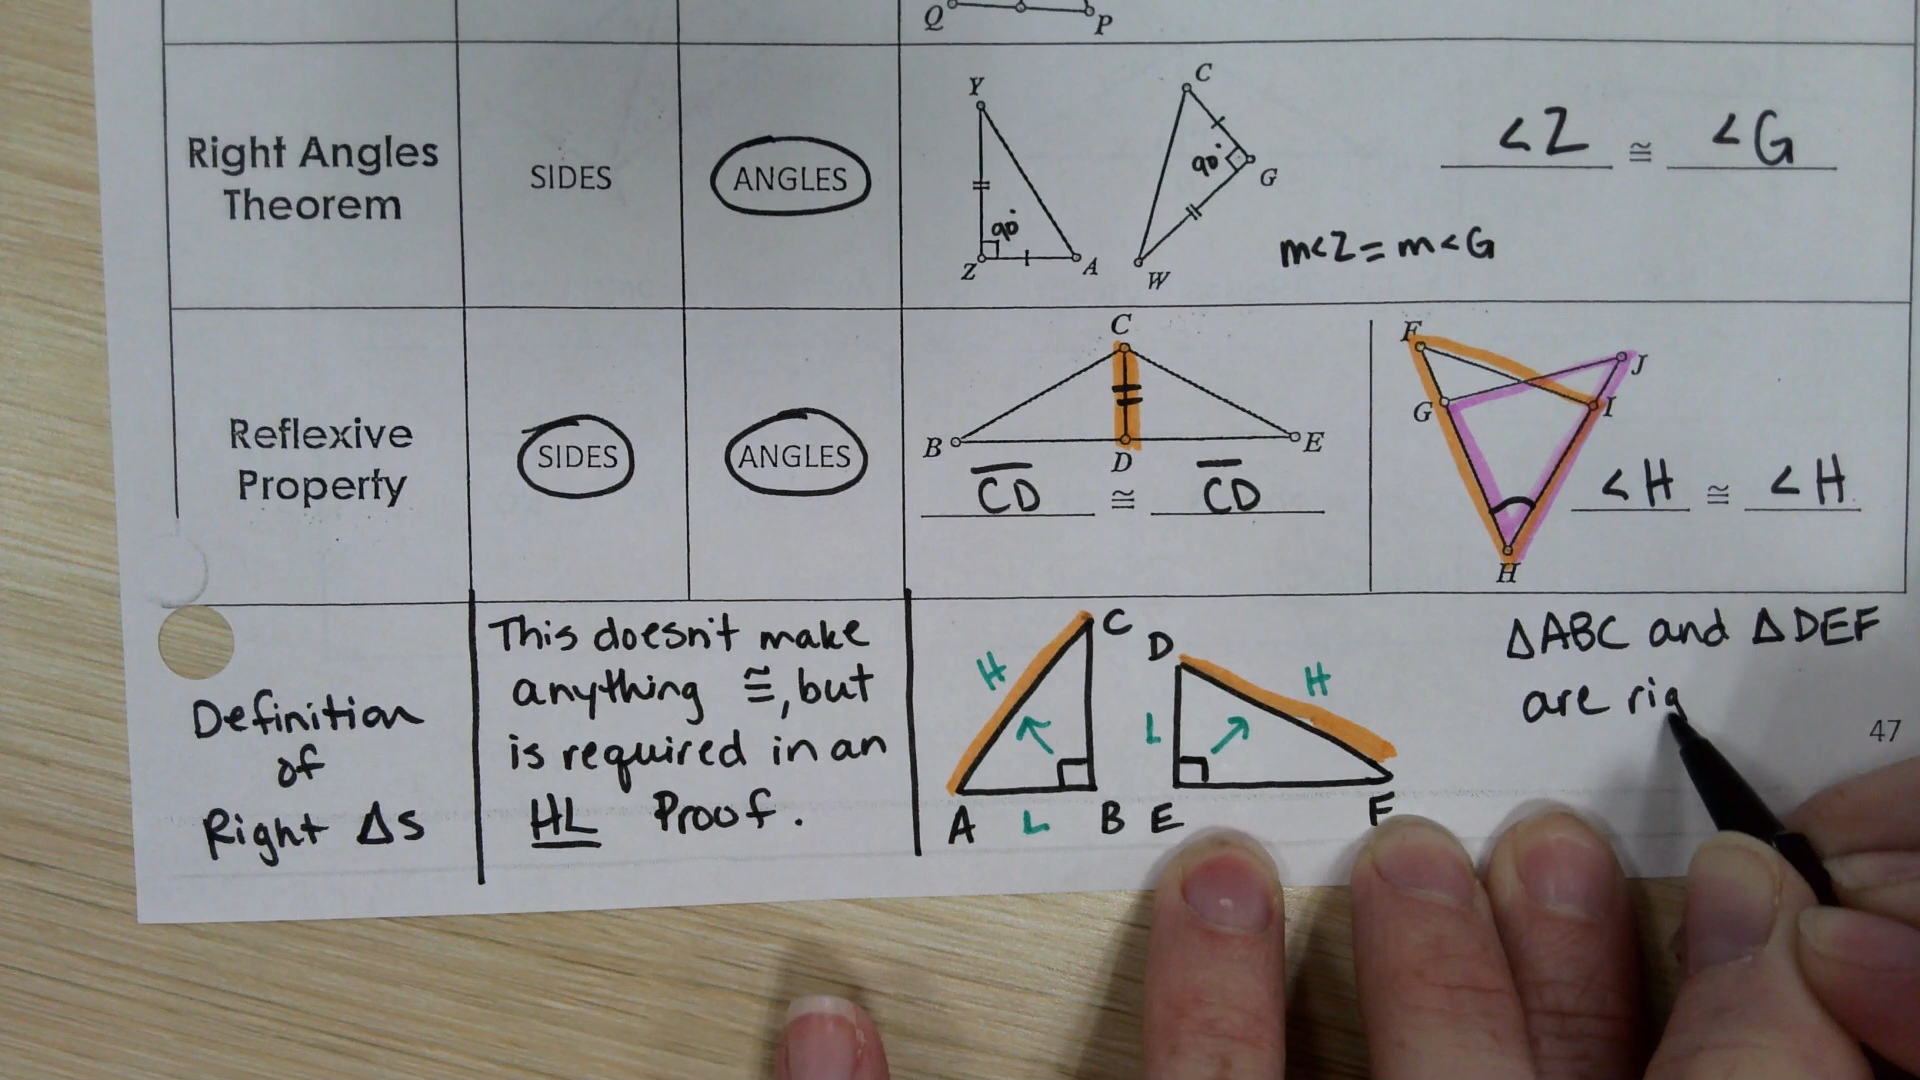 Q
P
Right Angles
Theorem
SIDES
ANGLES
Y
90°
Z
A
C
90°
G
W
<Z ≅ <G
m<Z = m<G
Reflexive
Property
SIDES
ANGLES
C
B
D
E
CD ≅ CD
F
J
G
I
H
<H ≅ <H
Definition
of
Right Δs
This doesn't make
anything ≅, but
is required in an
HL Proof.
C
H
A
L
B
D
H
L
E
F
ΔABC and ΔDEF
are rig
47